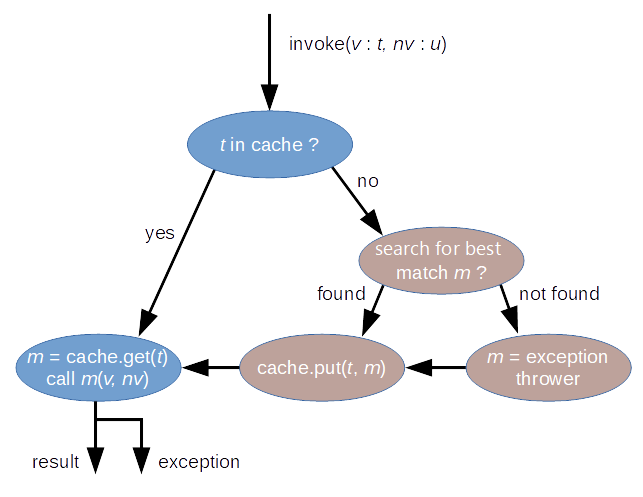 invoke(v : t, nv : u)
t in cache ?
no
yes
search for best
match m ?
found
not found
m = cache.get(t)
call m(v, nv)
cache.put(t, m)
m = exception
thrower
result
exception